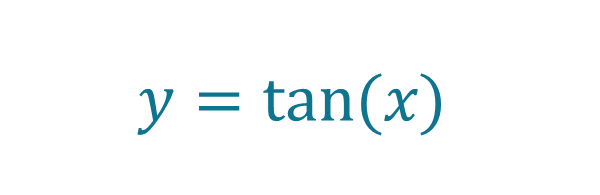 y = tan(x)